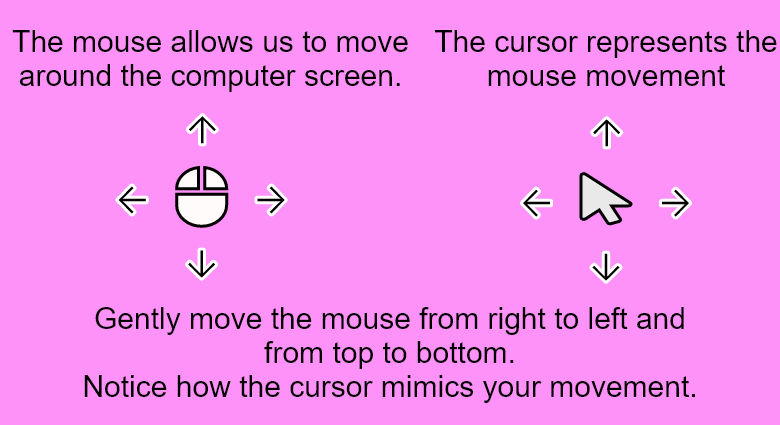 The mouse allows us to move
around the computer screen.
The cursor represents the
mouse movement
Gently move the mouse from right to left and
from top to bottom.
Notice how the cursor mimics your movement.